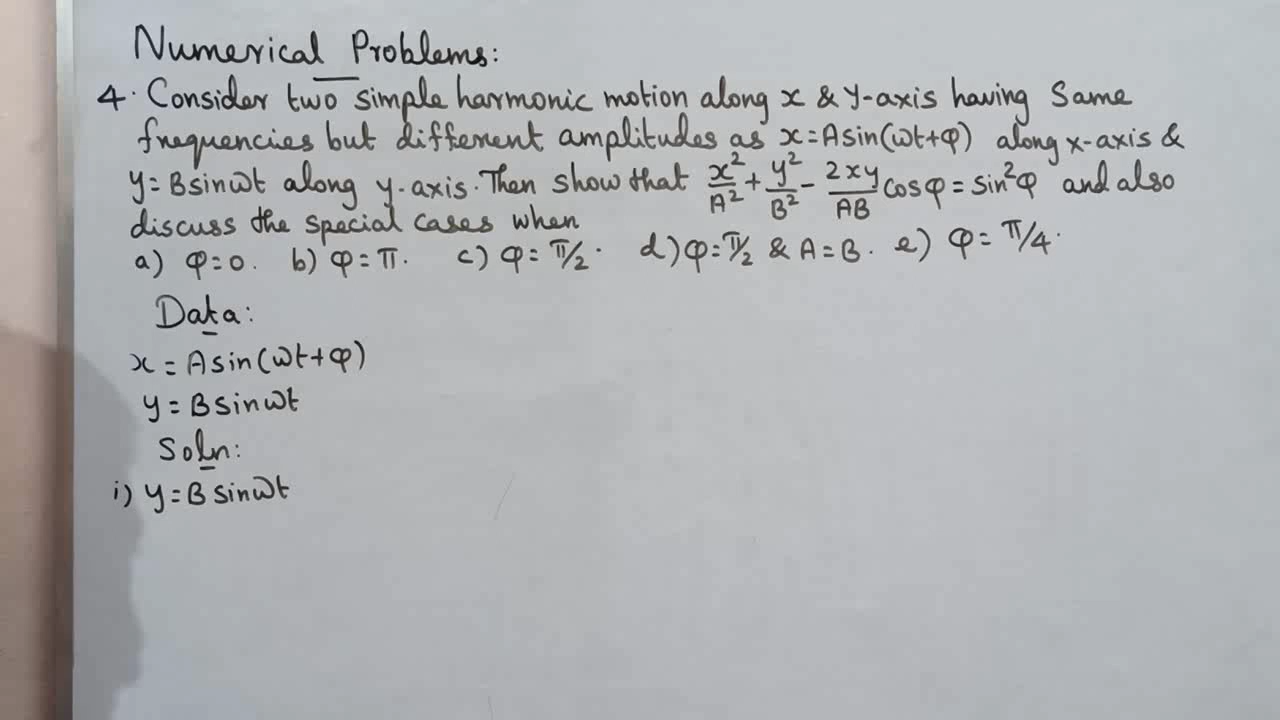 Numerical Problems:
4. Consider two simple harmonic motion along x & y-axis having Same
frequencies but different amplitudes as x=Asin(ωt+φ) along x-axis &
y=Bsinωt along y-axis. Then show that x²/A² + y²/B² - 2xy/AB cosφ = sin²φ and also
discuss the special cases when
a) φ=0. b) φ=π. c) φ=π/2. d) φ=π/2 & A=B. e) φ=π/4.
Data:
x=Asin(ωt+φ)
y=Bsinωt
Soln:
i) y=Bsinωt